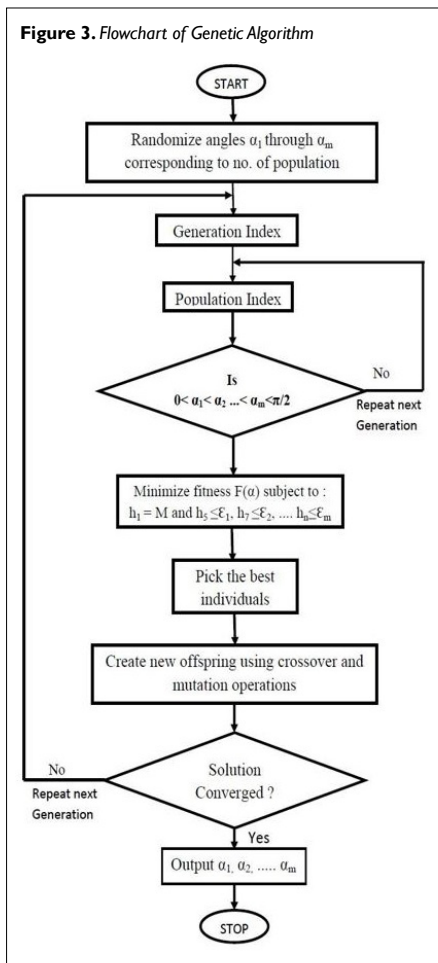 Figure 3. Flowchart of Genetic Algorithm
START
Randomize angles α₁ through αₘ
corresponding to no. of population
Generation Index
Population Index
Is
0< α₁< α₂ ...< αₘ<π/2
No
Repeat next
Generation
Minimize fitness F(α) subject to :
h₁ = M and h₅ ≤Ɛ₁, h₇ ≤Ɛ₂, .... hₙ≤Ɛₘ
Pick the best
individuals
Create new offspring using crossover and
mutation operations
No
Repeat next
Generation
Solution
Converged ?
Yes
Output α₁, α₂, ..... αₘ
STOP